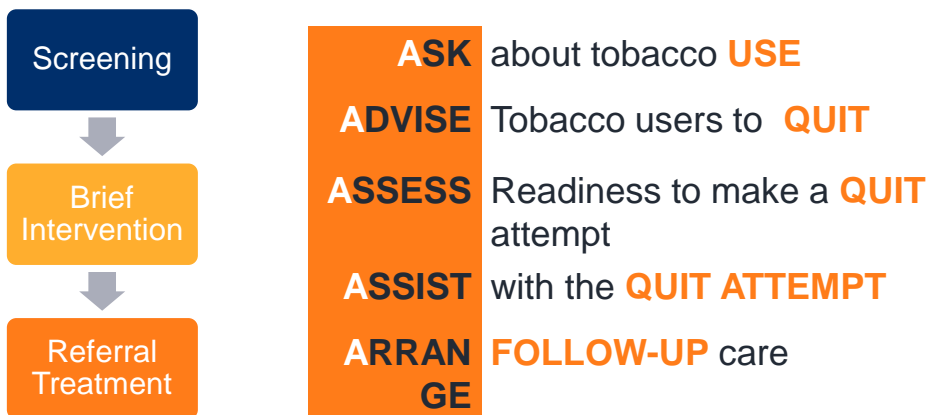 Screening
Brief
Intervention
Referral
Treatment
ASK about tobacco USE
ADVISE Tobacco users to QUIT
ASSESS Readiness to make a QUIT
attempt
ASSIST with the QUIT ATTEMPT
ARRAN FOLLOW-UP care
GE